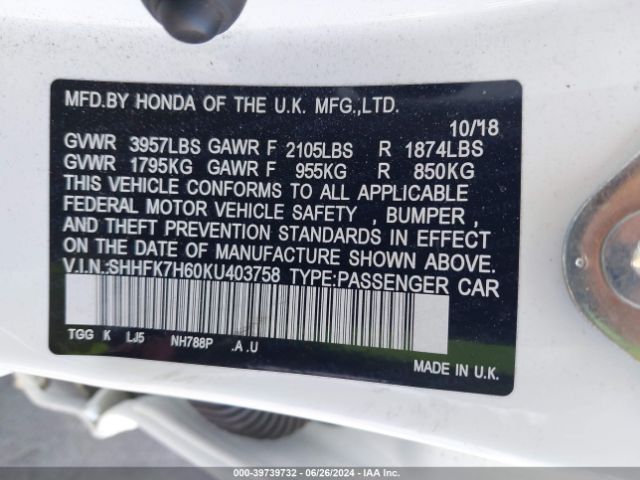 MFD.BY HONDA OF THE U.K. MFG.,LTD.
10/18
GVWR 3957LBS GAWR F 2105LBS R 1874LBS
GVWR 1795KG GAWR F 955KG R 850KG
THIS VEHICLE CONFORMS TO ALL APPLICABLE
FEDERAL MOTOR VEHICLE SAFETY , BUMPER ,
AND THEFT PREVENTION STANDARDS IN EFFECT
ON THE DATE OF MANUFACTURE SHOWN ABOVE.
V.I.N.:SHHFK7H60KU403758 TYPE:PASSENGER CAR
TGG K LJ5 NH788P .A .U
MADE IN U.K.
000-39739732 / 06/26/2024 / IAA Inc.